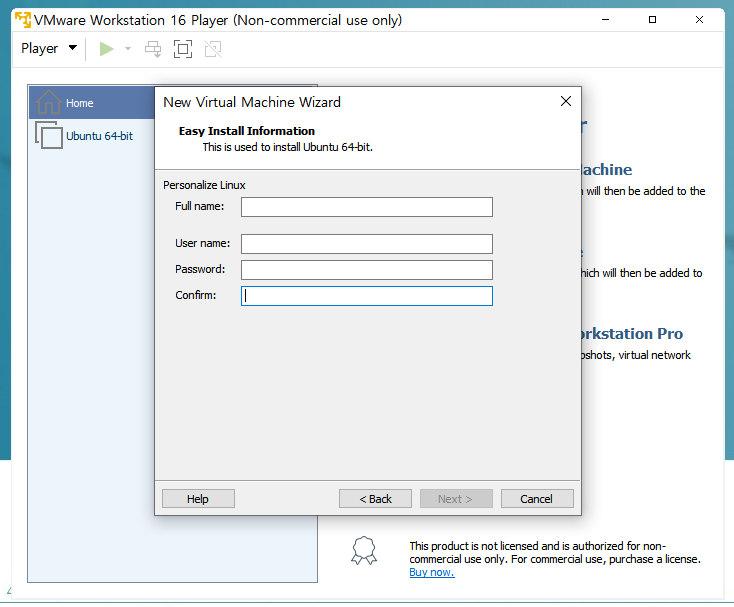 VMware Workstation 16 Player (Non-commercial use only)
Player
Home
Ubuntu 64-bit
New Virtual Machine Wizard
Easy Install Information
This is used to install Ubuntu 64-bit.
Personalize Linux
Full name:
User name:
Password:
Confirm:
Help
< Back
Next >
Cancel
will then be added to the
hich will then be added to
orkstation Pro
pshots, virtual network
This product is not licensed and is authorized for non-
commercial use only. For commercial use, purchase a license.
Buy now.